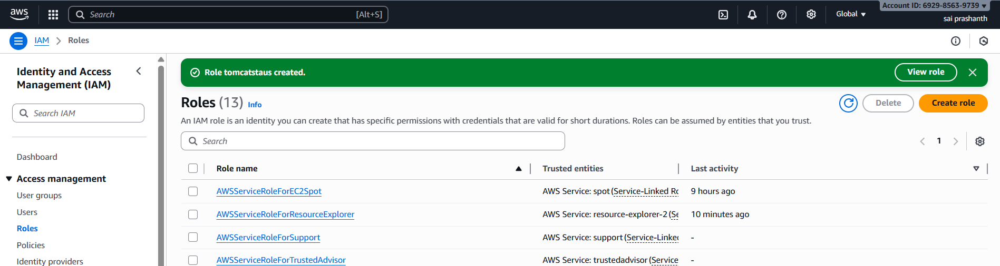 aws
Search [Alt+S]
Global
Account ID: 6929-8563-9739
sai prashanth
IAM > Roles
Identity and Access
Management (IAM)
Search IAM
Dashboard
Access management
User groups
Users
Roles
Policies
Identity providers
Role tomcatstaus created.
View role
Roles (13) Info
Delete
Create role
An IAM role is an identity you can create that has specific permissions with credentials that are valid for short durations. Roles can be assumed by entities that you trust.
Search
1
Role name Trusted entities Last activity
AWSServiceRoleForEC2Spot AWS Service: spot (Service-Linked Ro 9 hours ago
AWSServiceRoleForResourceExplorer AWS Service: resource-explorer-2 (Se 10 minutes ago
AWSServiceRoleForSupport AWS Service: support (Service-Linked -
AWSServiceRoleForTrustedAdvisor AWS Service: trustedadvisor (Service -